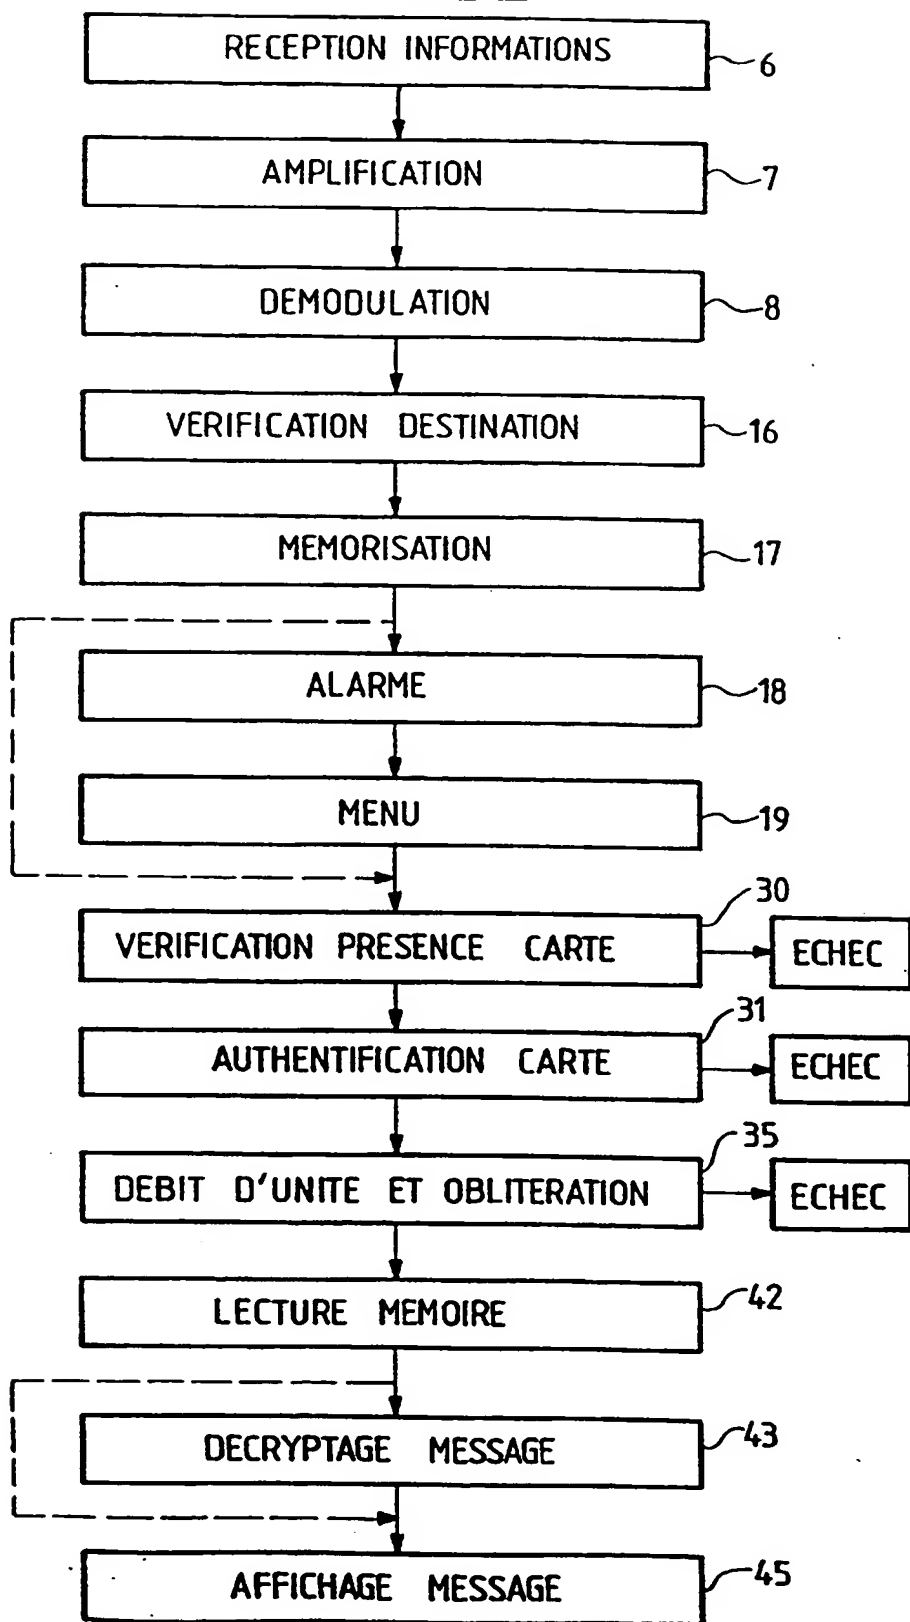 RECEPTION INFORMATIONS
6
AMPLIFICATION
7
DEMODULATION
8
VERIFICATION DESTINATION
16
MEMORISATION
17
ALARME
18
MENU
19
30
VERIFICATION PRESENCE CARTE
ECHEC
31
AUTHENTIFICATION CARTE
ECHEC
35
DEBIT D'UNITE ET OBLITERATION
ECHEC
LECTURE MEMOIRE
42
DECRYPTAGE MESSAGE
43
AFFICHAGE MESSAGE
45